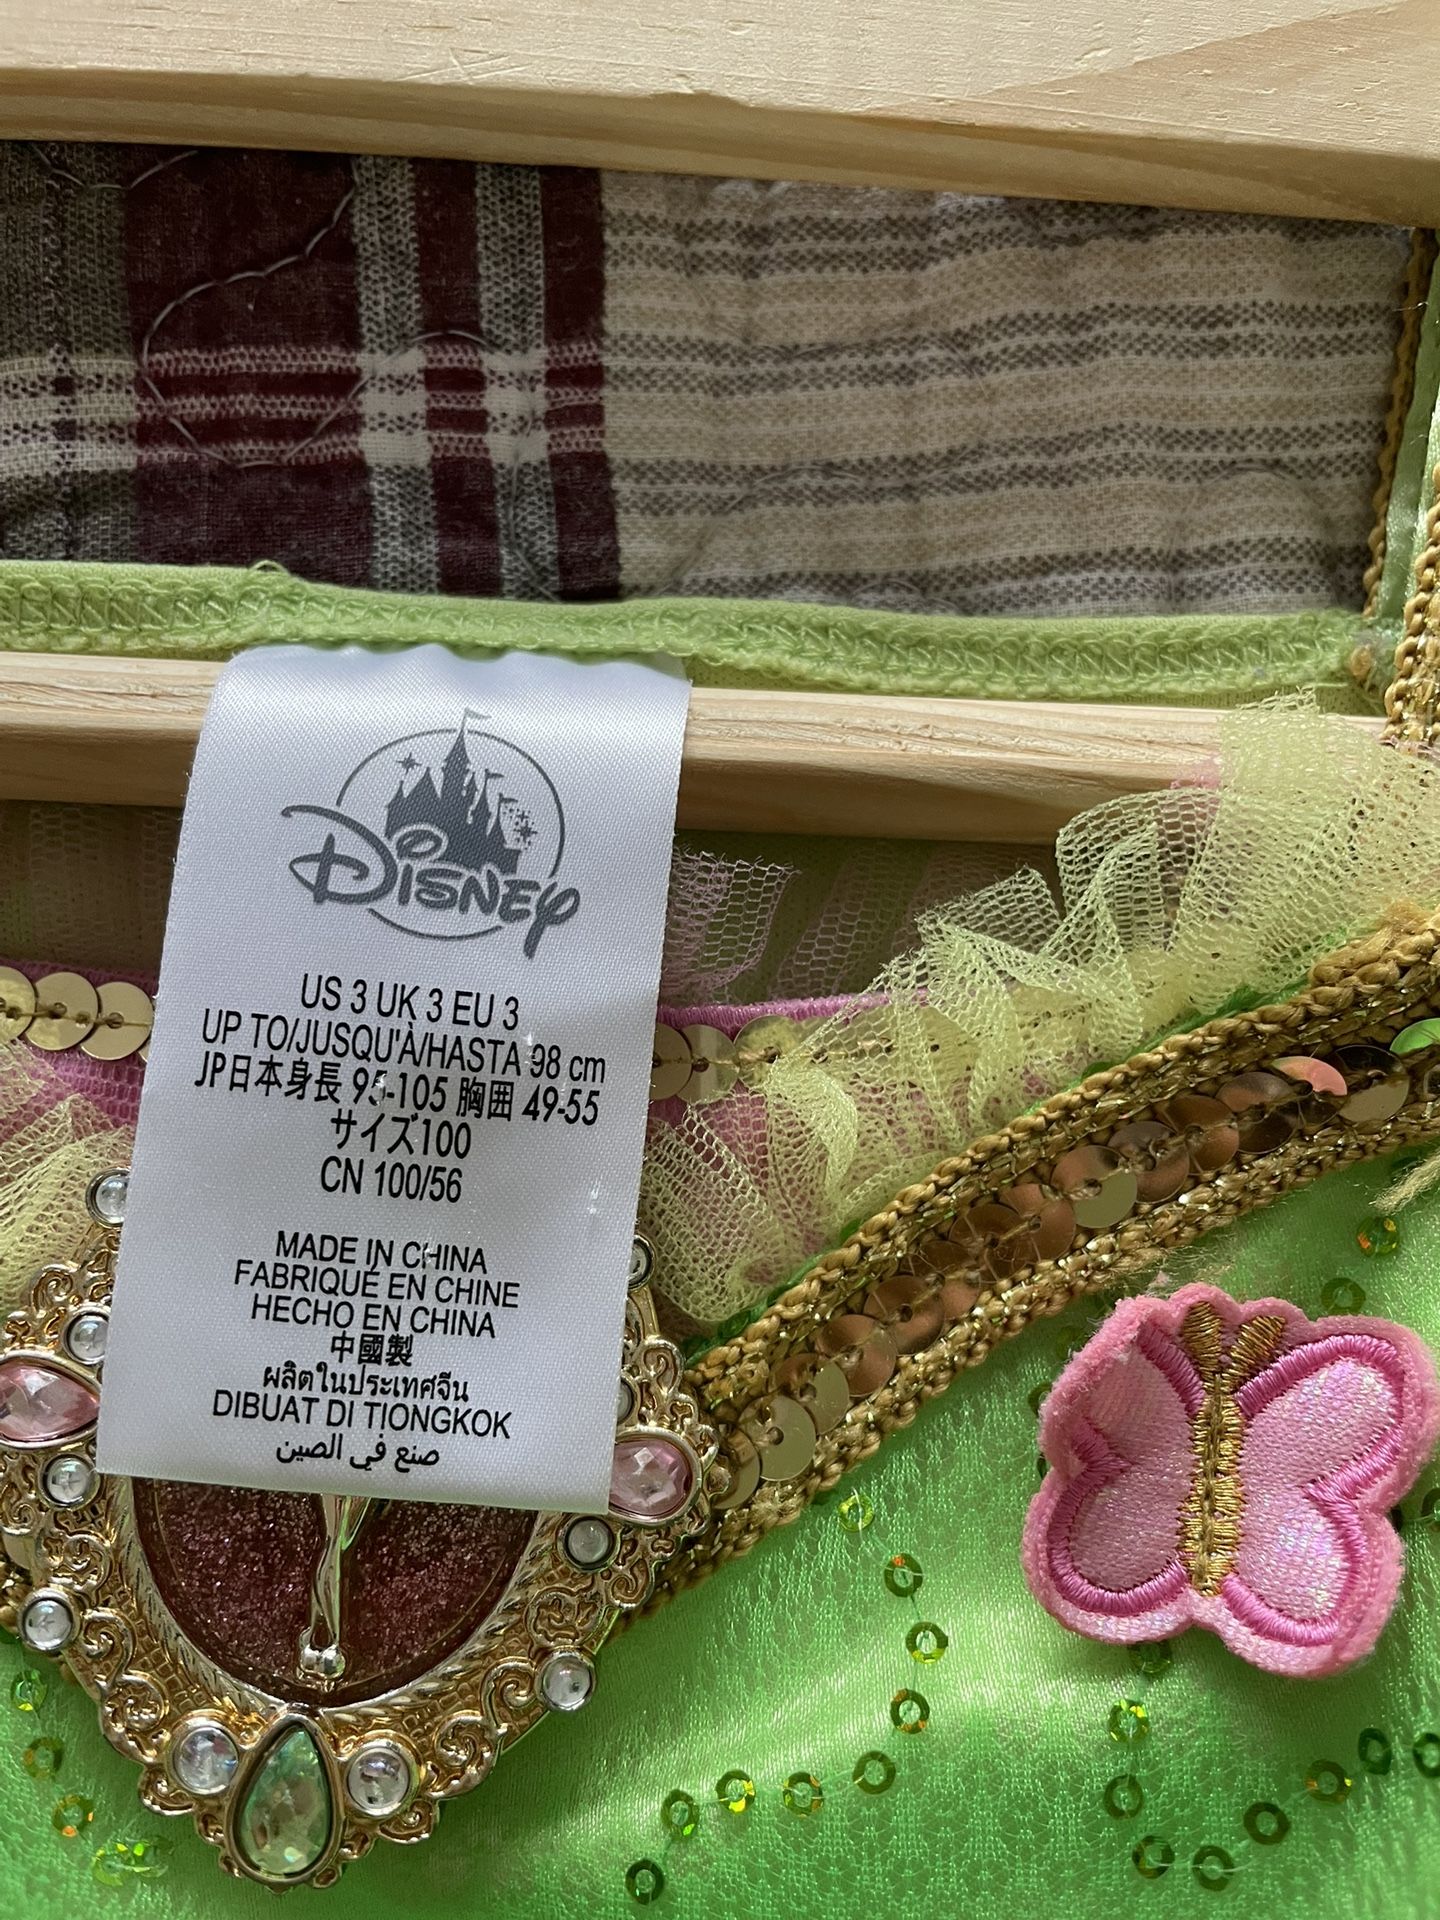 Disney
US 3 UK 3 EU 3
UP TO/JUSQU'À/HASTA 98 cm
JP日本身長 95-105 胸囲 49-55
サイズ100
CN 100/56
MADE IN CHINA
FABRIQUÉ EN CHINE
HECHO EN CHINA
中國製
ผลิตในประเทศจีน
DIBUAT DI TIONGKOK
صنع في الصين